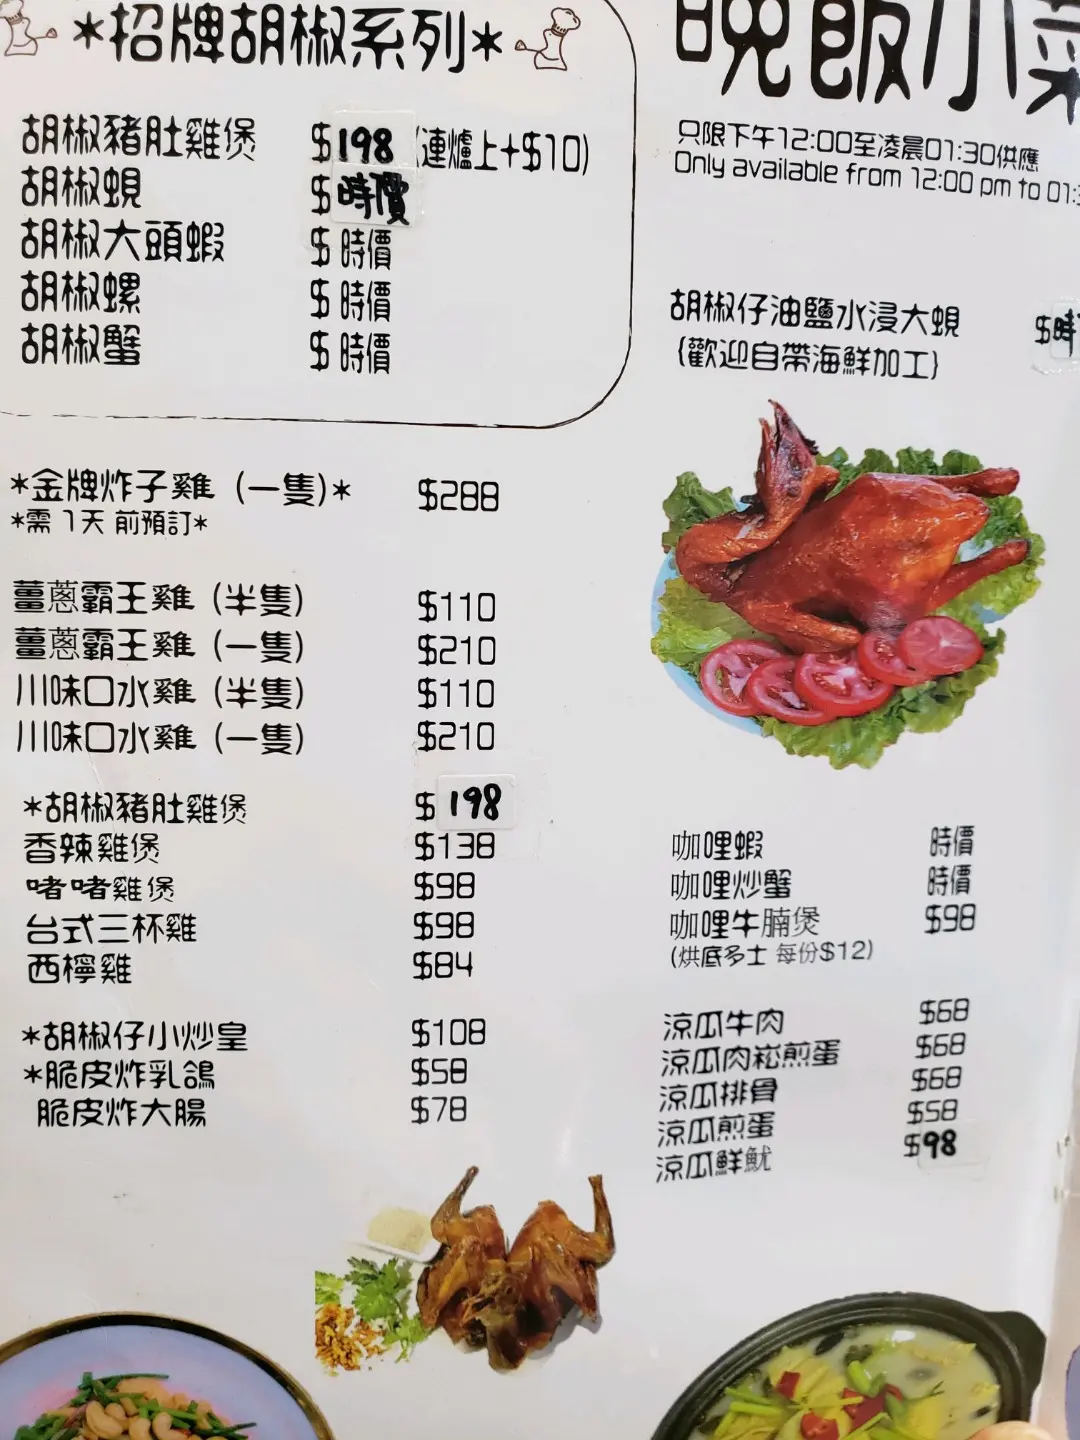 *招牌胡椒系列*
胡椒豬肚雞煲 $198 (連爐上+$10)
胡椒蜆 $時價
胡椒大頭蝦 $時價
胡椒螺 $時價
胡椒蟹 $時價
*金牌炸子雞 (一隻)* $288
*需 1天 前預訂*
薑蔥霸王雞 (半隻) $110
薑蔥霸王雞 (一隻) $210
川味口水雞 (半隻) $110
川味口水雞 (一隻) $210
*胡椒豬肚雞煲 $198
香辣雞煲 $138
啫啫雞煲 $98
台式三杯雞 $98
西檸雞 $84
*胡椒仔小炒皇 $108
*脆皮炸乳鴿 $58
脆皮炸大腸 $78
晚飯小菜
只限下午12:00至凌晨01:30供應
Only available from 12:00 pm to 01:
胡椒仔油鹽水浸大蜆 $時
{歡迎自帶海鮮加工}
咖哩蝦 時價
咖哩炒蟹 時價
咖哩牛腩煲 $98
(烘底多士 每份$12)
涼瓜牛肉 $68
涼瓜肉崧煎蛋 $68
涼瓜排骨 $68
涼瓜煎蛋 $58
涼瓜鮮魷 $98